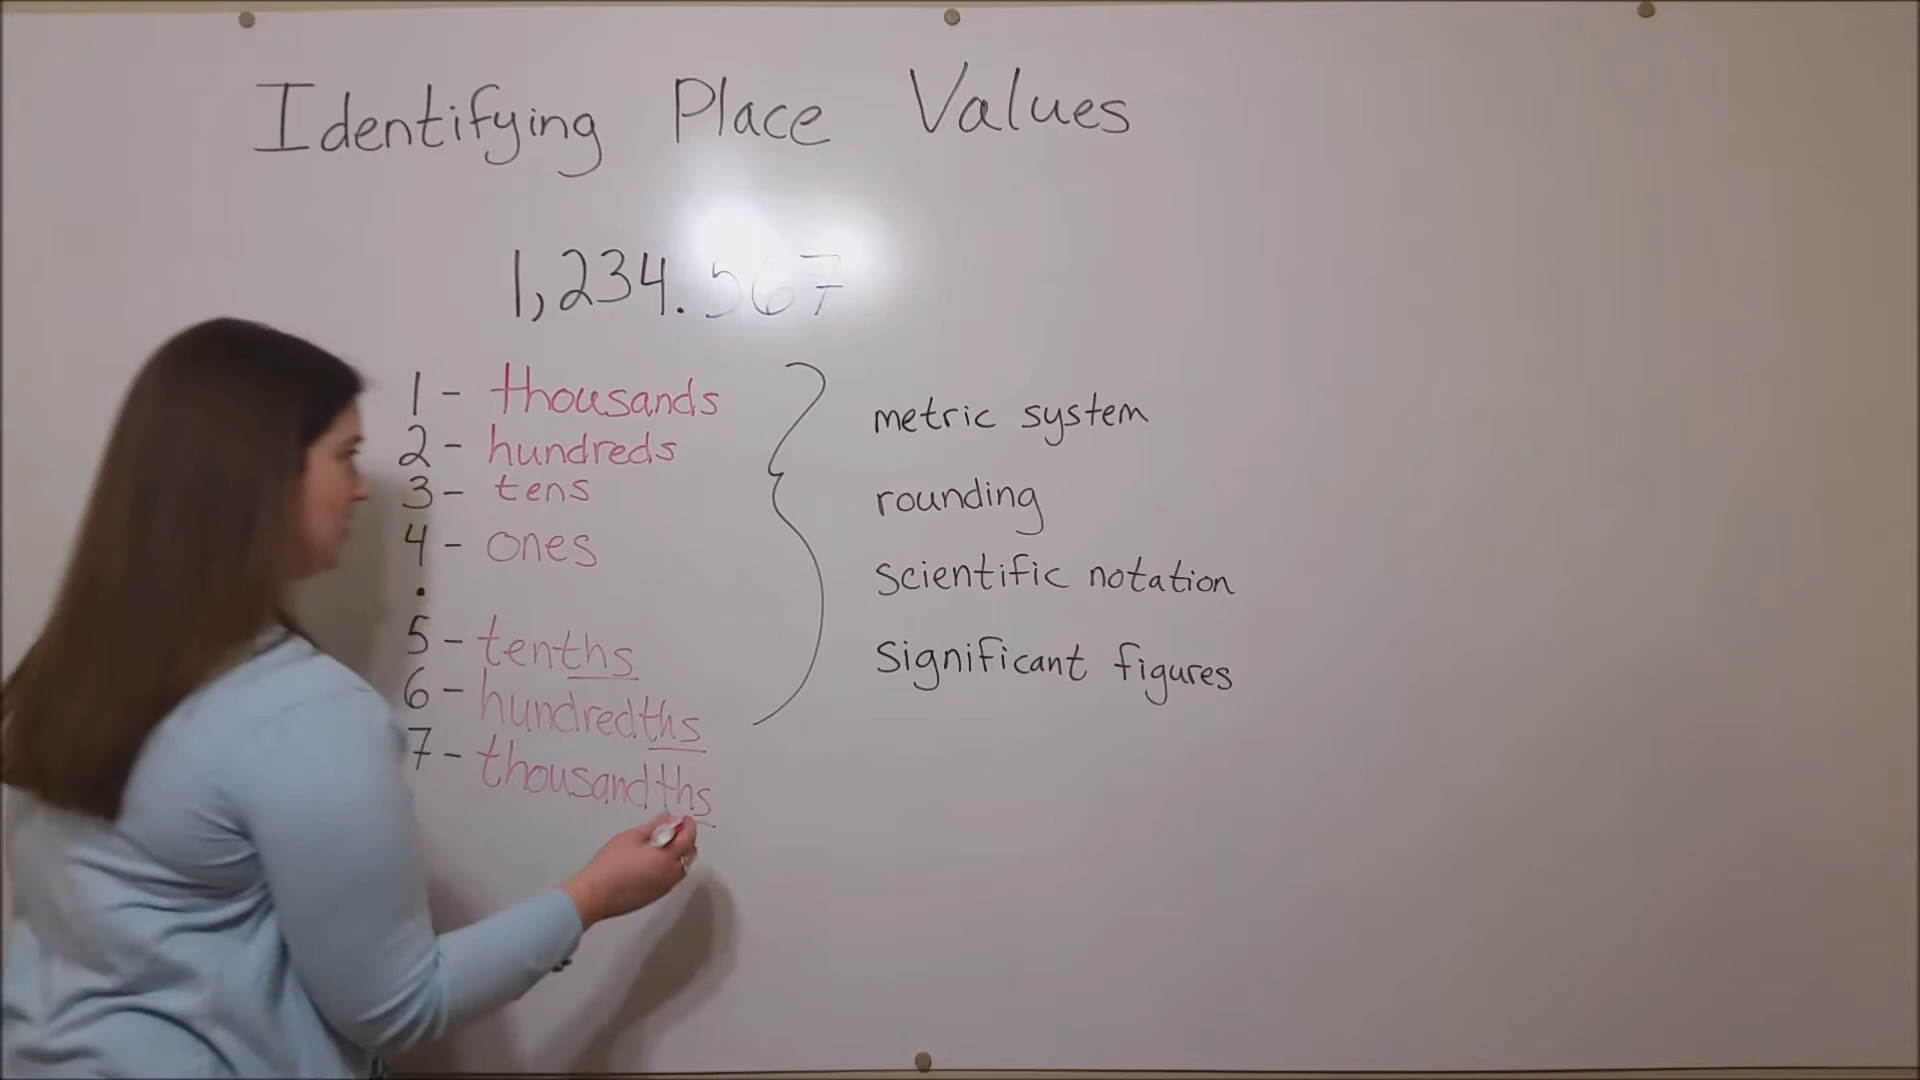 Identifying Place Values
1,234.567
1 - thousands
2 - hundreds
3 - tens
4 - ones
.
5 - tenths
6 - hundredths
7 - thousandths
metric system
rounding
scientific notation
significant figures